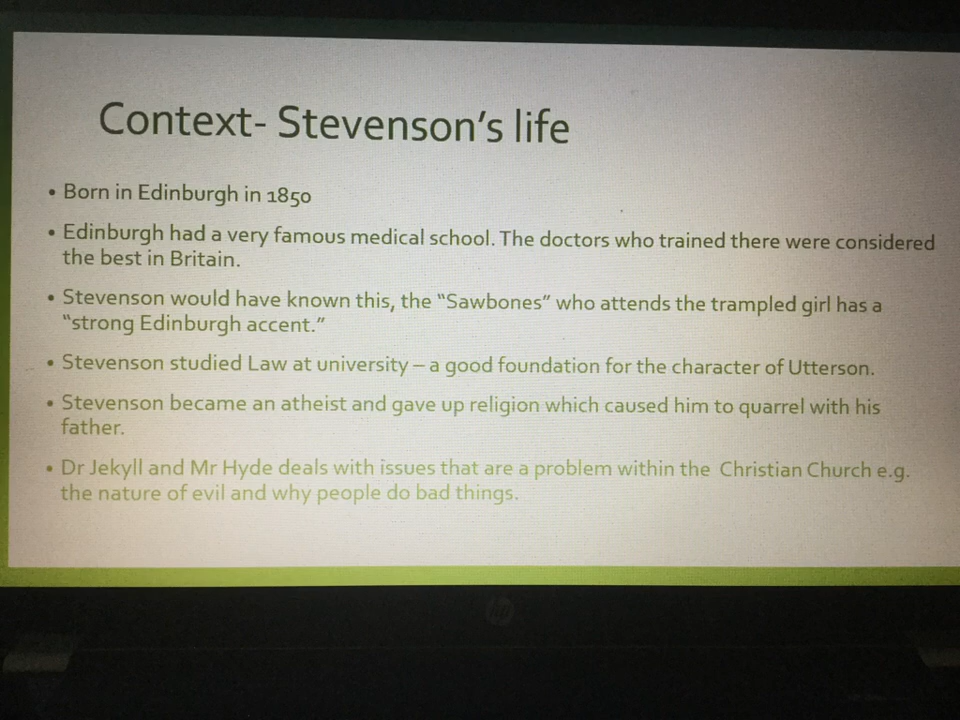 Context- Stevenson's life
• Born in Edinburgh in 1850
• Edinburgh had a very famous medical school. The doctors who trained there were considered
the best in Britain.
• Stevenson would have known this, the “Sawbones” who attends the trampled girl has a
“strong Edinburgh accent.”
• Stevenson studied Law at university – a good foundation for the character of Utterson.
• Stevenson became an atheist and gave up religion which caused him to quarrel with his
father.
• Dr Jekyll and Mr Hyde deals with issues that are a problem within the Christian Church e.g.
the nature of evil and why people do bad things.
hp